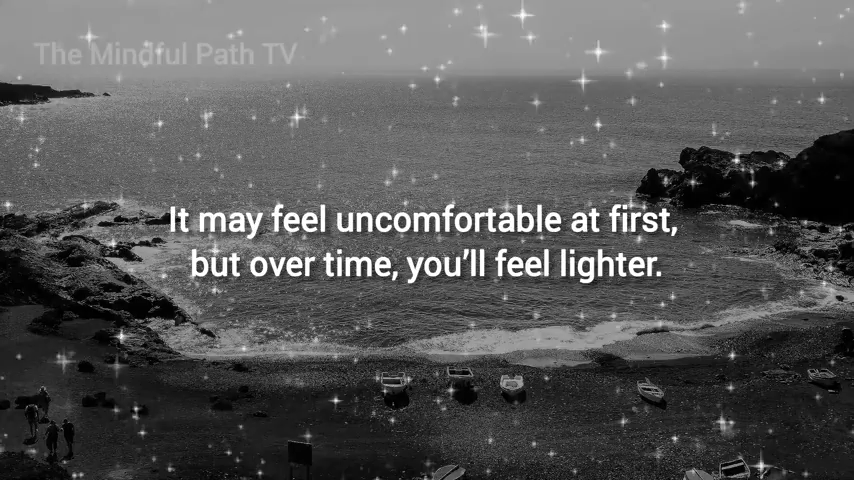 The Mindful Path TV
It may feel uncomfortable at first,
but over time, you’ll feel lighter.